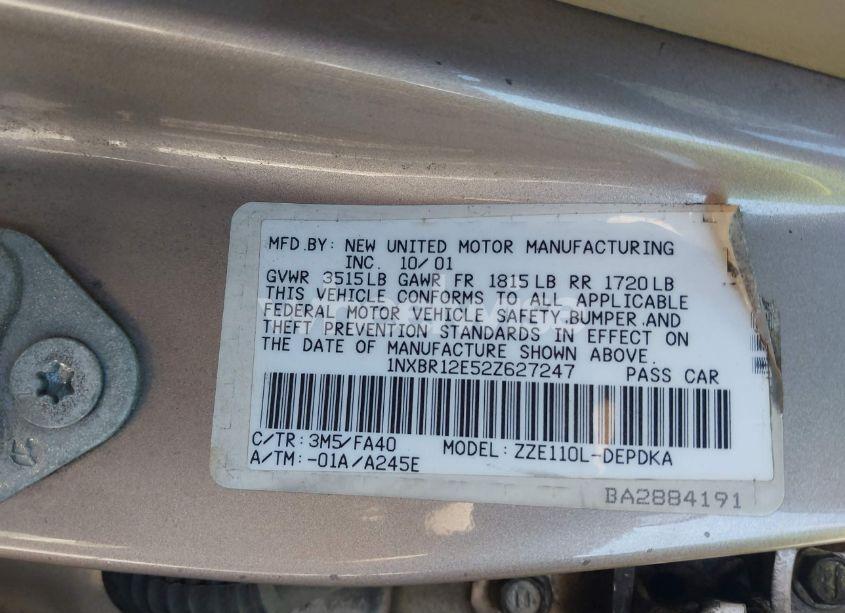 MFD.BY: NEW UNITED MOTOR MANUFACTURING
INC. 10/01
GVWR 3515LB GAWR FR 1815LB RR 1720LB
THIS VEHICLE CONFORMS TO ALL APPLICABLE
FEDERAL MOTOR VEHICLE SAFETY,BUMPER,AND
THEFT PREVENTION STANDARDS IN EFFECT ON
THE DATE OF MANUFACTURE SHOWN ABOVE.
1NXBR12E52Z627247 PASS CAR
C/TR: 3M5/FA40 MODEL: ZZE110L-DEPDKA
A/TM: -01A/A245E
BA2884191